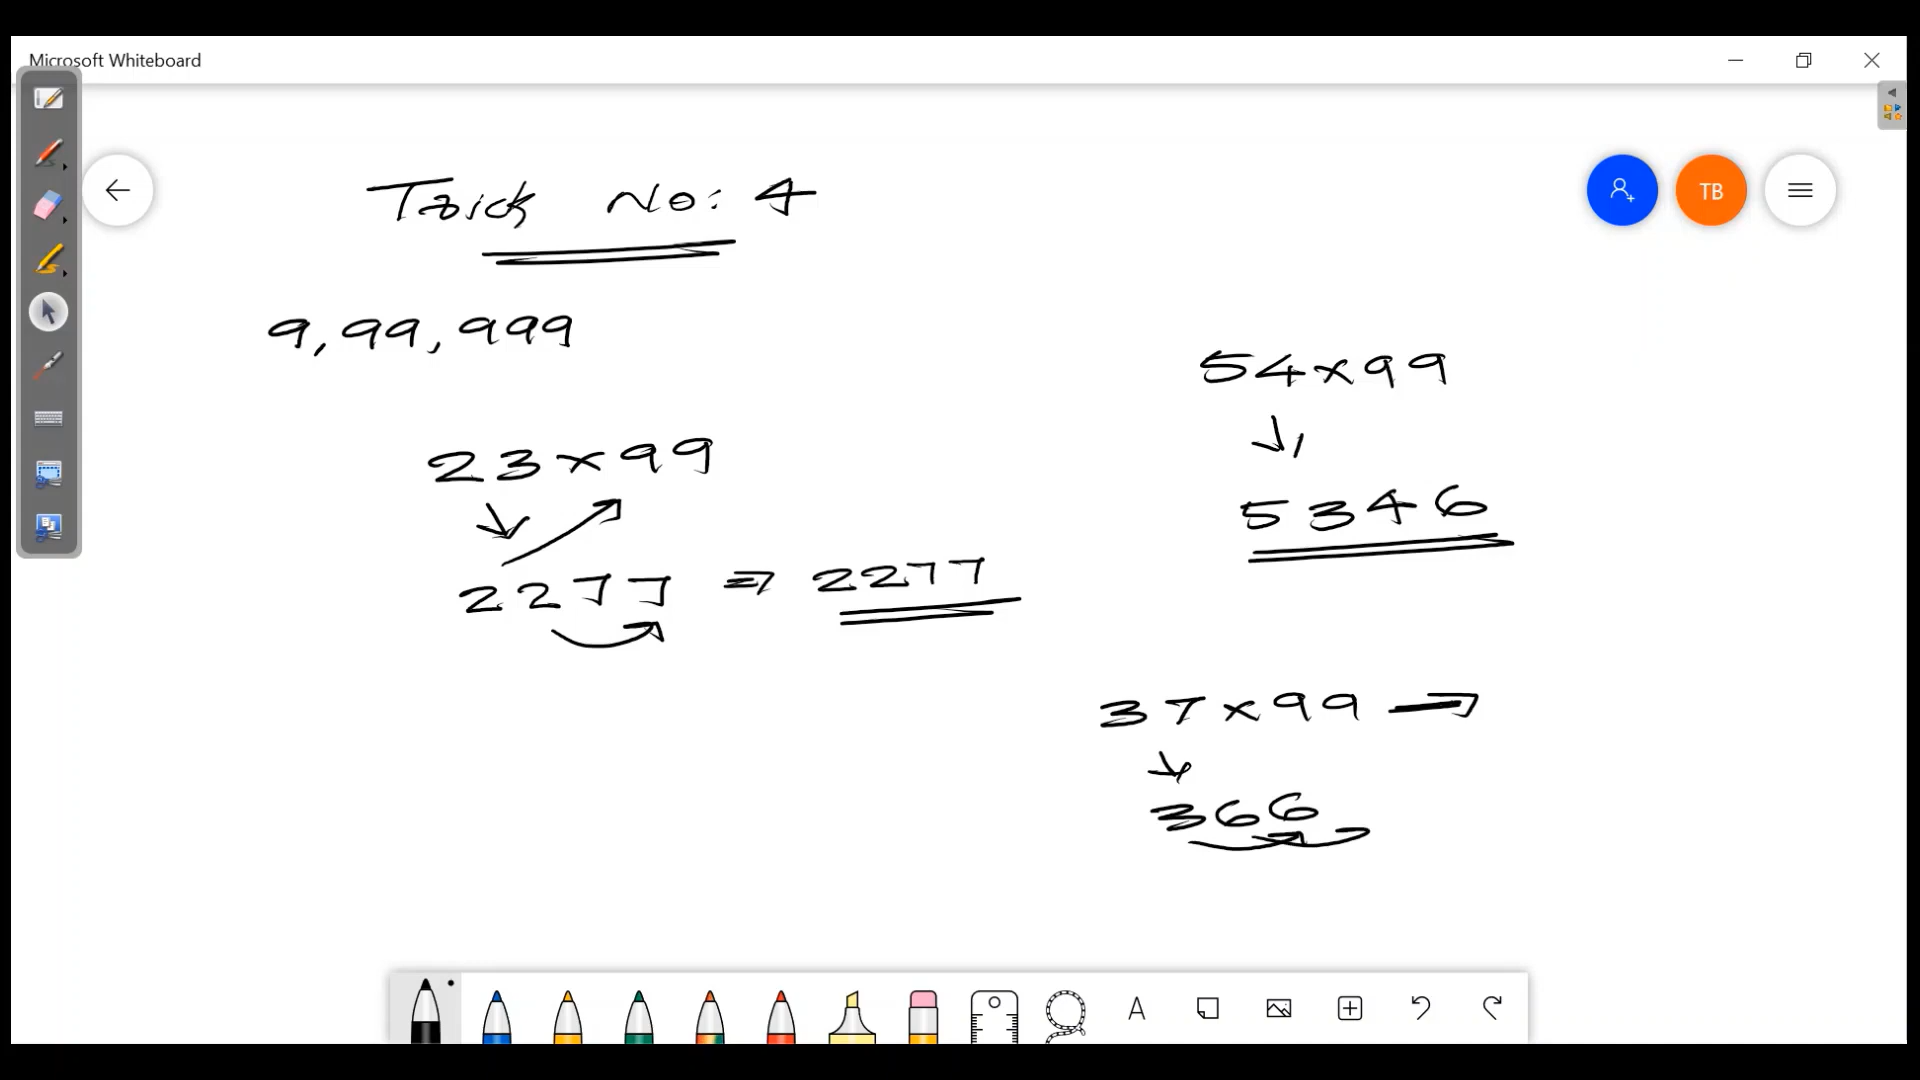 Microsoft Whiteboard
TB
Trick No: 4
9, 99, 999
23 x 99
2277 => 2277
54 x 99
5346
37 x 99 →
366
A